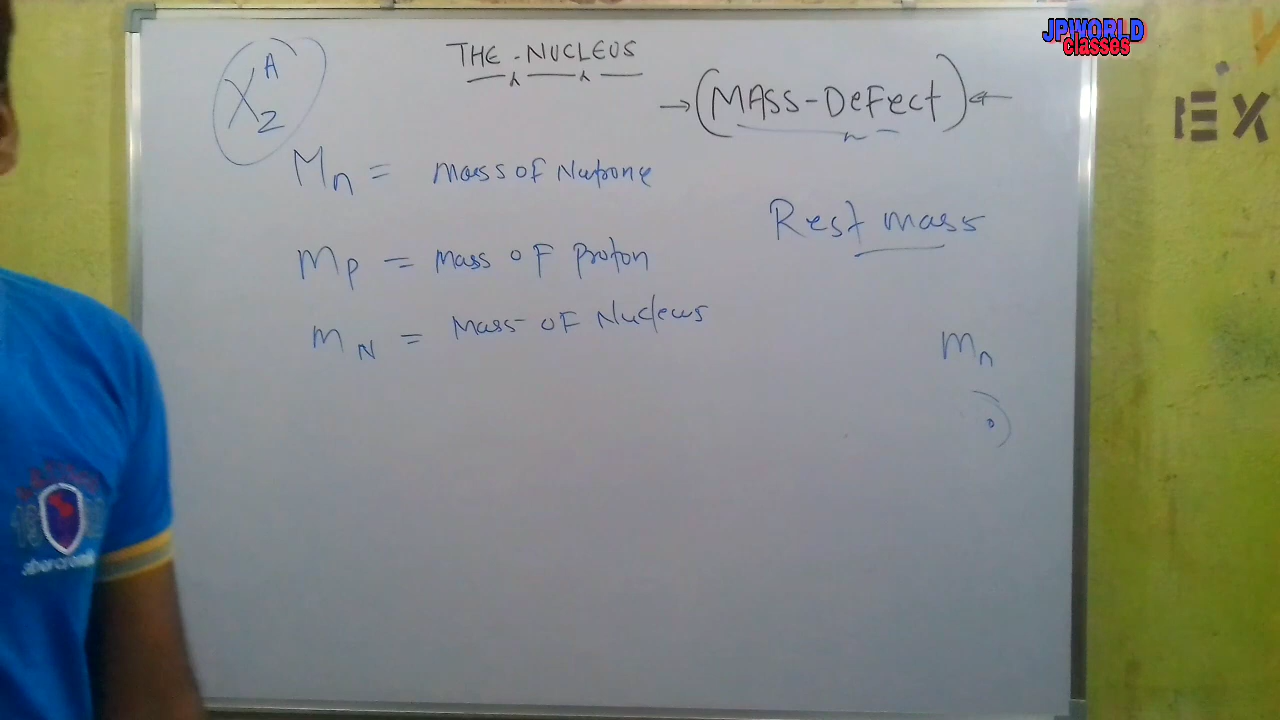 THE NUCLEUS
X A Z
(MASS-DEFECT)
Mn = Mass of Nutrone
Rest mass
mp = mass of proton
mN = Mass of Nucleus
mn
JPWORLD
classes
EX